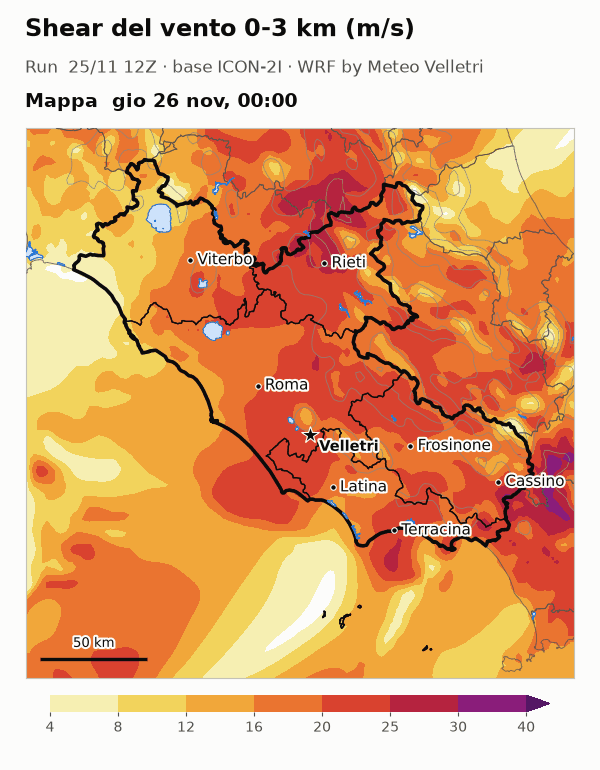 Shear del vento 0-3 km (m/s)
Run  25/11 12Z · base ICON-2I · WRF by Meteo Velletri
Mappa  gio 26 nov, 00:00
Viterbo
Rieti
Roma
Velletri
Frosinone
Latina
Cassino
Terracina
50 km
4 8 12 16 20 25 30 40